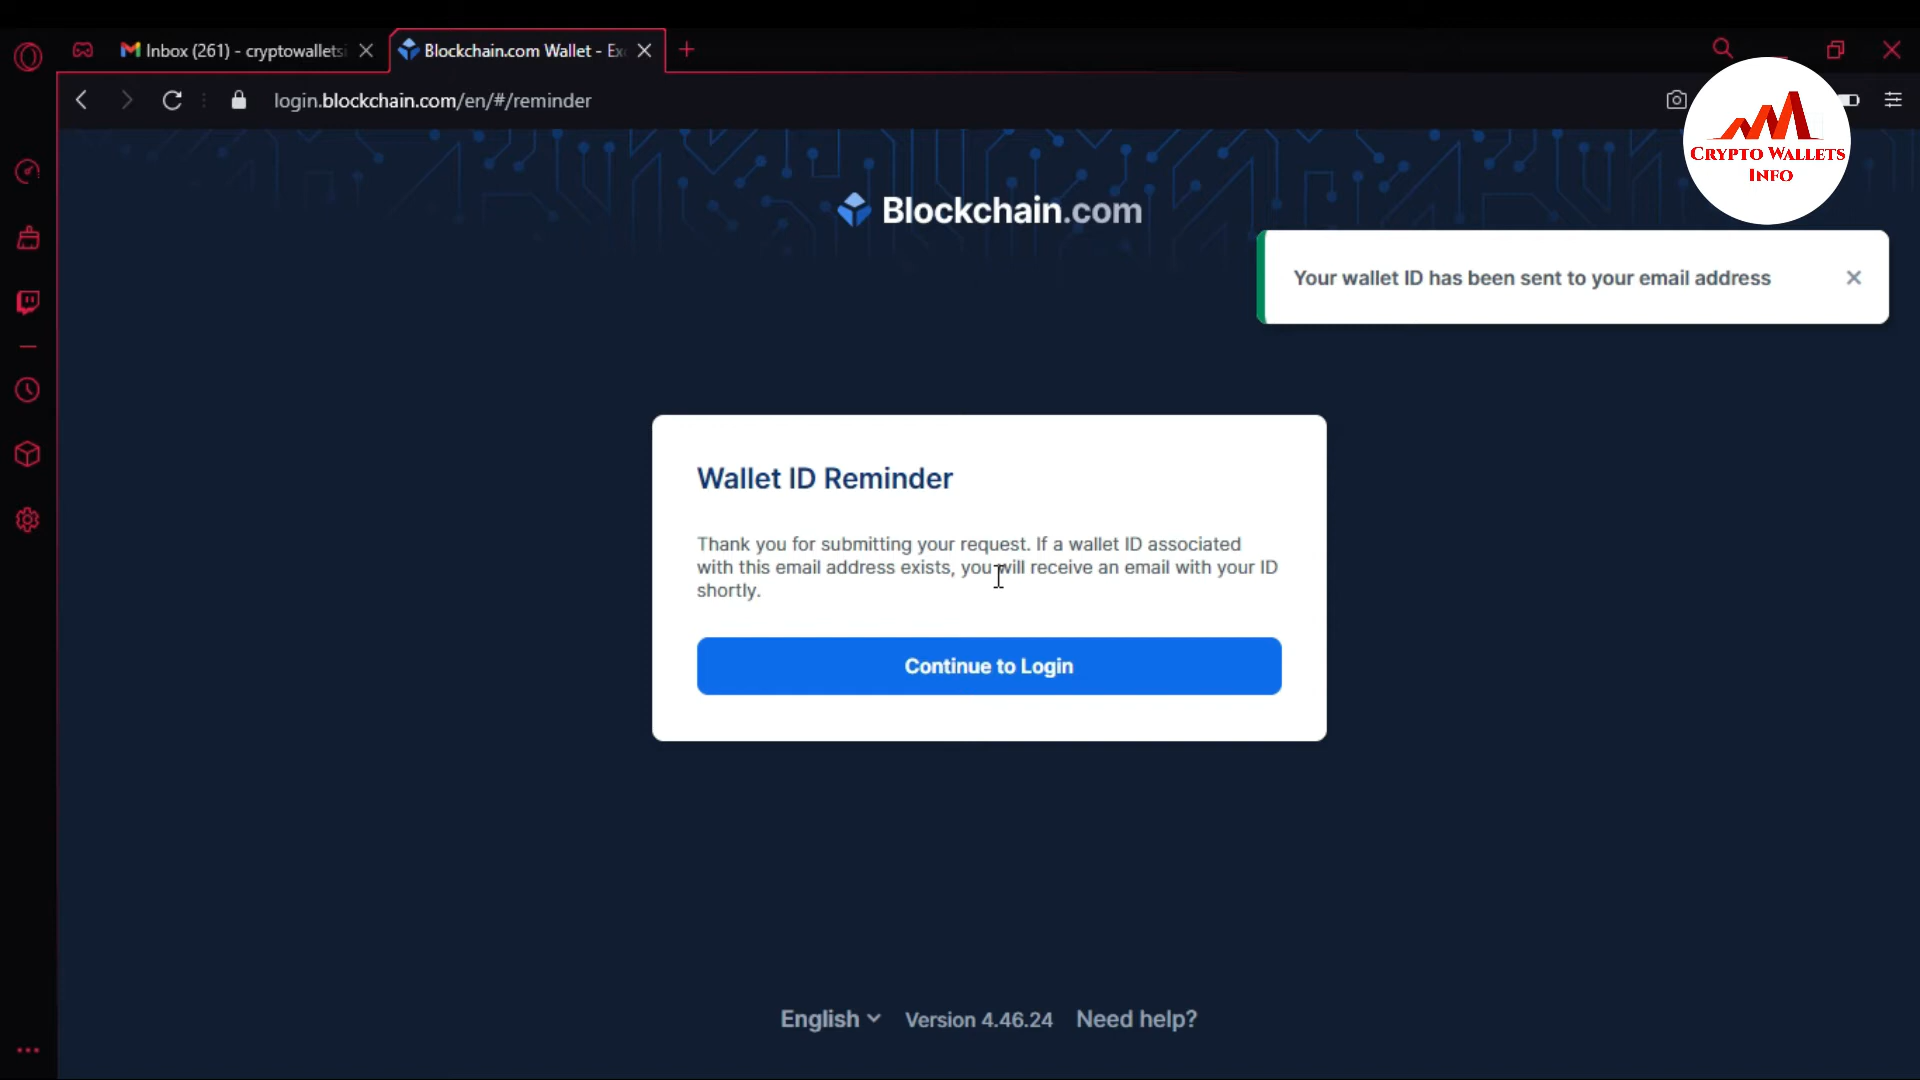 Inbox (261) - cryptowallets
Blockchain.com Wallet - Ex
login.blockchain.com/en/#/reminder
CRYPTO WALLETS
INFO
Blockchain.com
Your wallet ID has been sent to your email address
Wallet ID Reminder
Thank you for submitting your request. If a wallet ID associated
with this email address exists, you will receive an email with your ID
shortly.
Continue to Login
English
Version 4.46.24
Need help?